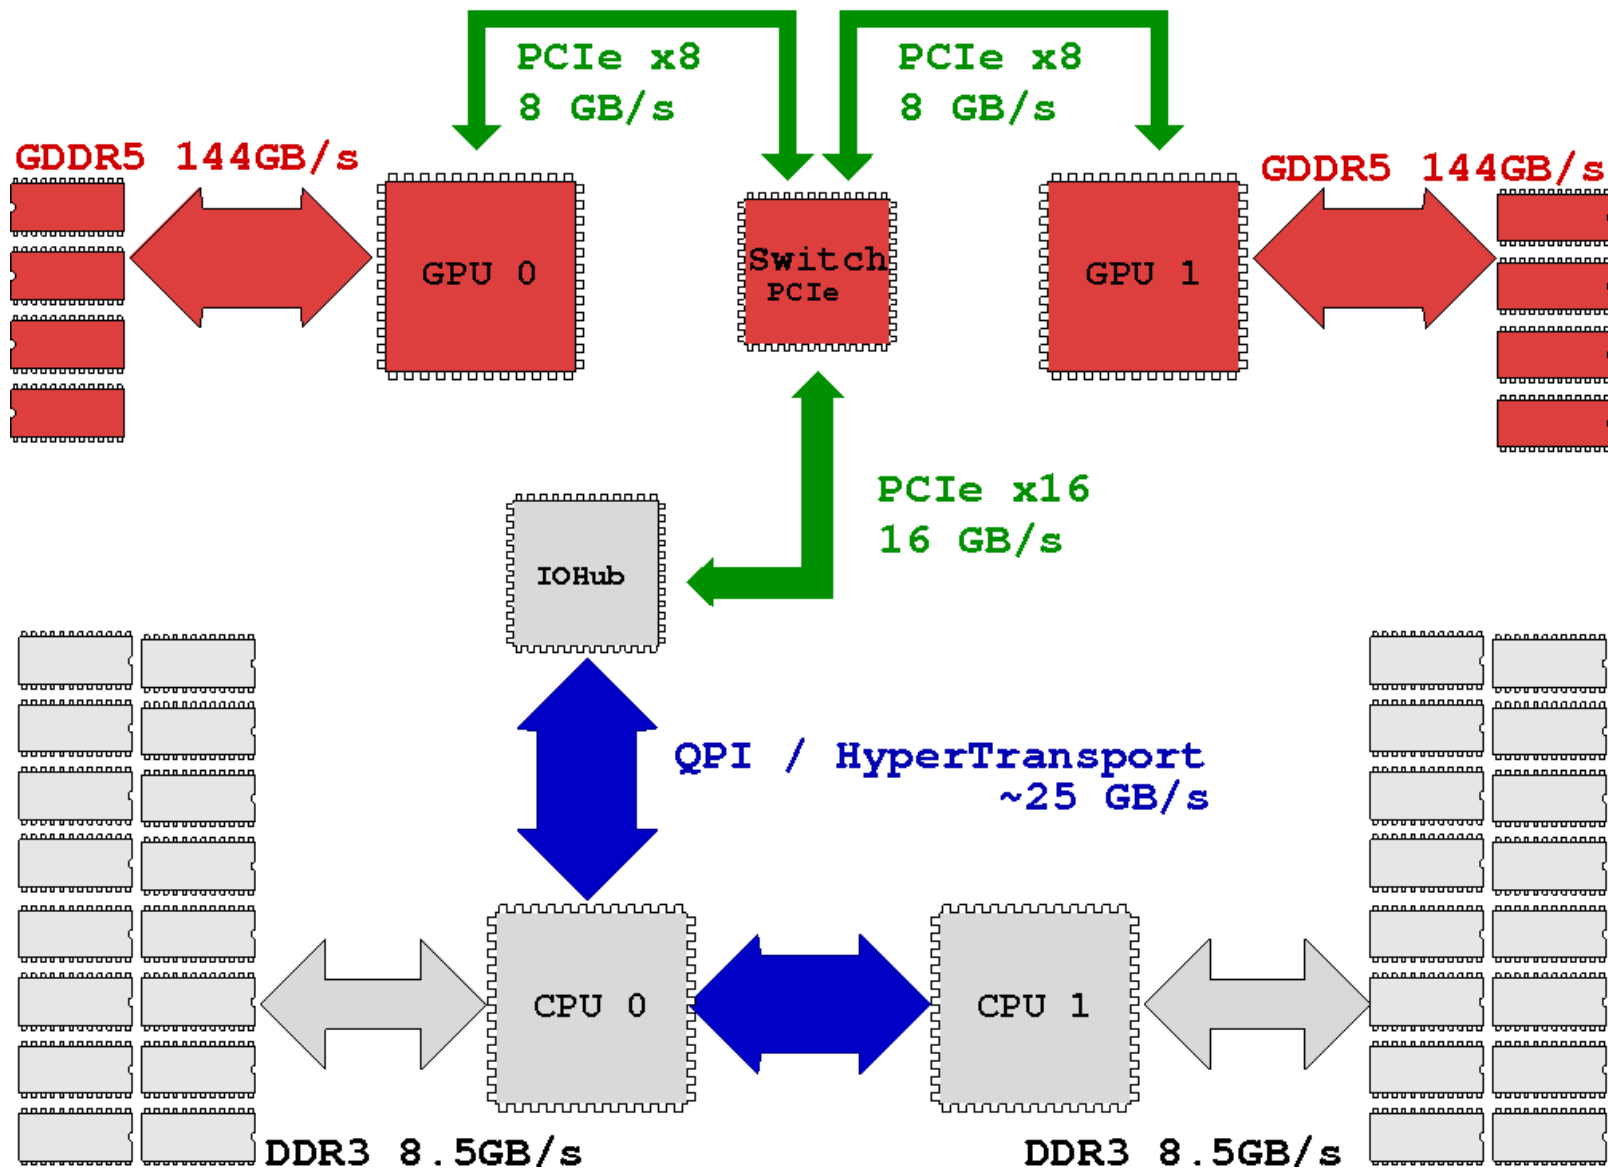 PCIe x8
8 GB/s
PCIe x8
8 GB/s
GDDR5 144GB/s
GDDR5 144GB/s
GPU 0
Switch
PCIe
GPU 1
PCIe x16
16 GB/s
IOHub
QPI / HyperTransport
~25 GB/s
CPU 0
CPU 1
DDR3 8.5GB/s
DDR3 8.5GB/s